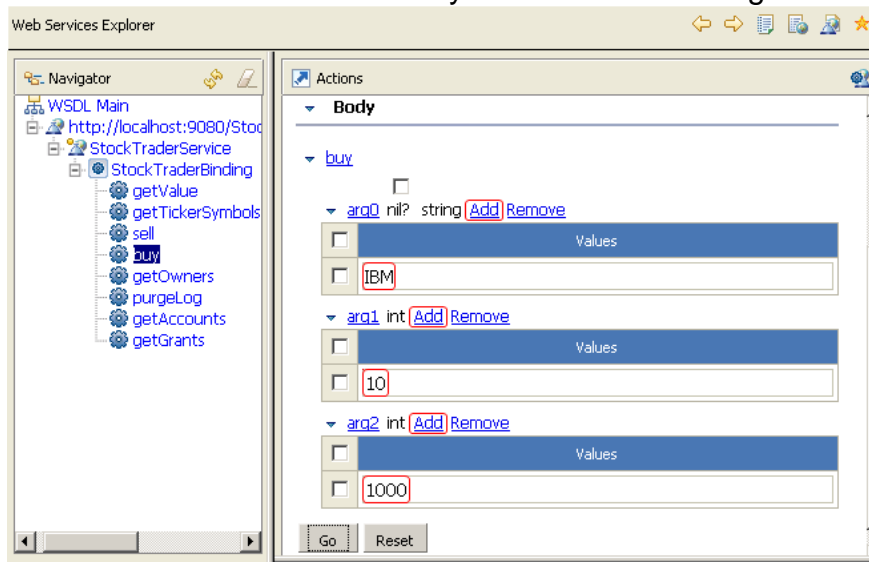 Web Services Explorer
Navigator
WSDL Main
http://localhost:9080/Stoc
StockTraderService
StockTraderBinding
getValue
getTickerSymbols
sell
buy
getOwners
purgeLog
getAccounts
getGrants
Actions
Body
buy
arg0 nil? string Add Remove
Values
IBM
arg1 int Add Remove
Values
10
arg2 int Add Remove
Values
1000
Go Reset